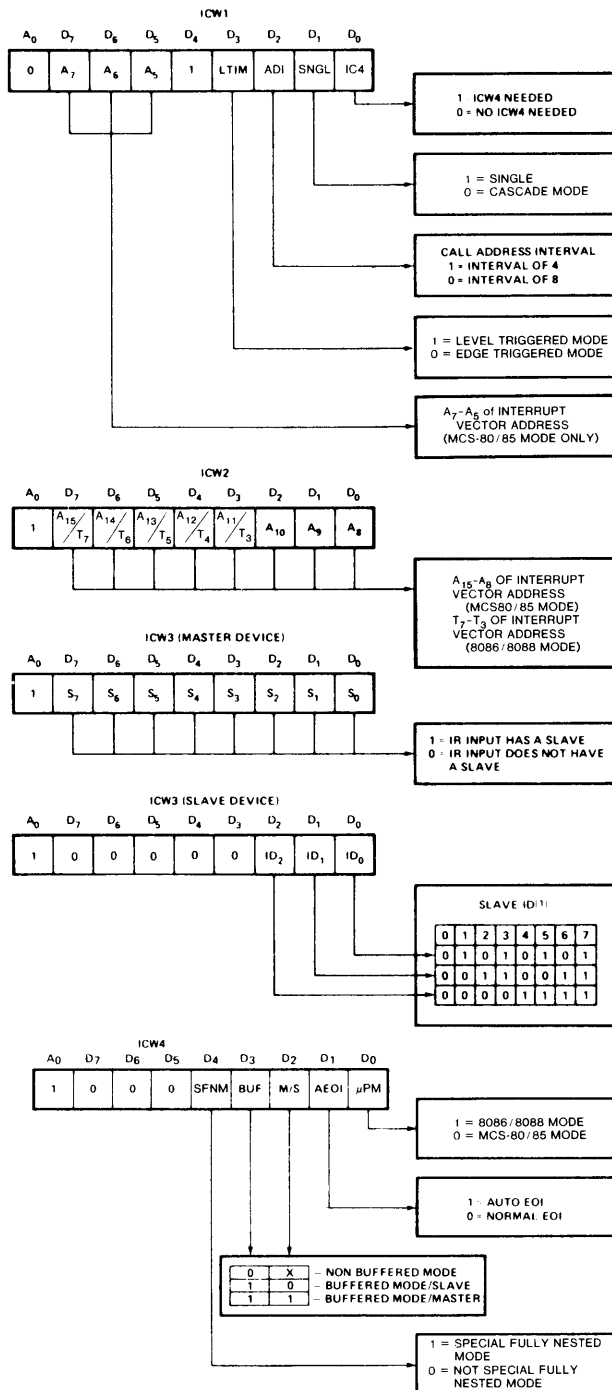 ICW1
A0 D7 D6 D5 D4 D3 D2 D1 D0
0 A7 A6 A5 1 LTIM ADI SNGL IC4
1 ICW4 NEEDED
0 = NO ICW4 NEEDED
1 = SINGLE
0 = CASCADE MODE
CALL ADDRESS INTERVAL
1 = INTERVAL OF 4
0 = INTERVAL OF 8
1 = LEVEL TRIGGERED MODE
0 = EDGE TRIGGERED MODE
A7-A5 of INTERRUPT
VECTOR ADDRESS
(MCS-80/85 MODE ONLY)
ICW2
A0 D7 D6 D5 D4 D3 D2 D1 D0
1 A15/T7 A14/T6 A13/T5 A12/T4 A11/T3 A10 A9 A8
A15-A8 OF INTERRUPT
VECTOR ADDRESS
(MCS80/85 MODE)
T7-T3 OF INTERRUPT
VECTOR ADDRESS
(8086/8088 MODE)
ICW3 (MASTER DEVICE)
A0 D7 D6 D5 D4 D3 D2 D1 D0
1 S7 S6 S5 S4 S3 S2 S1 S0
1 = IR INPUT HAS A SLAVE
0 = IR INPUT DOES NOT HAVE
A SLAVE
ICW3 (SLAVE DEVICE)
A0 D7 D6 D5 D4 D3 D2 D1 D0
1 0 0 0 0 0 ID2 ID1 ID0
SLAVE ID(1)
0 1 2 3 4 5 6 7
0 1 0 1 0 1 0 1
0 0 1 1 0 0 1 1
0 0 0 0 1 1 1 1
ICW4
A0 D7 D6 D5 D4 D3 D2 D1 D0
1 0 0 0 SFNM BUF M/S AEOI μPM
1 = 8086/8088 MODE
0 = MCS-80/85 MODE
1 = AUTO EOI
0 = NORMAL EOI
0 X – NON BUFFERED MODE
1 0 – BUFFERED MODE/SLAVE
1 1 – BUFFERED MODE/MASTER
1 = SPECIAL FULLY NESTED
MODE
0 = NOT SPECIAL FULLY
NESTED MODE